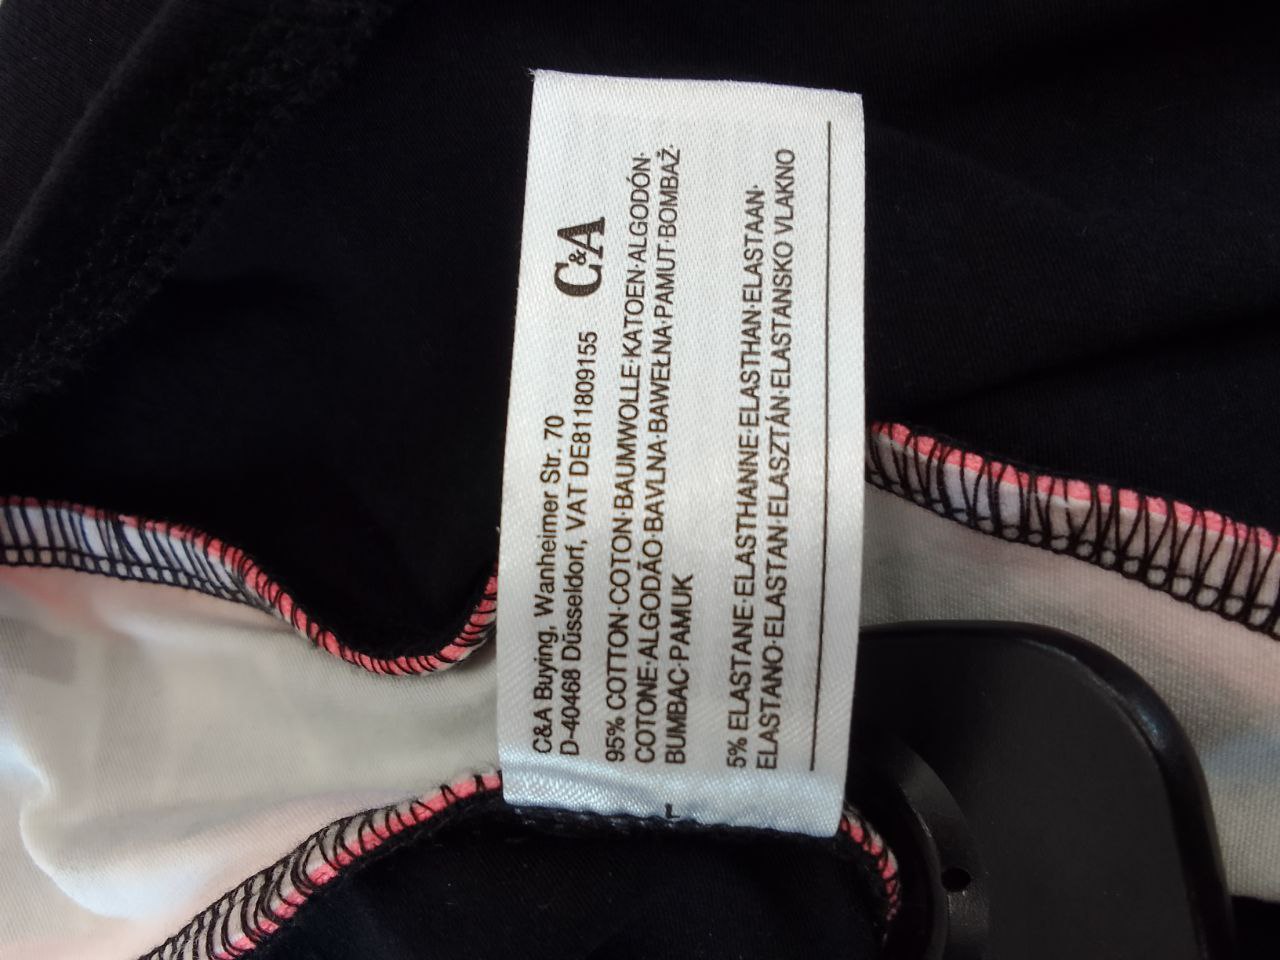 C&A Buying, Wanheimer Str. 70
D-40468 Düsseldorf, VAT DE811809155
C&A
95% COTTON·COTON·BAUMWOLLE·KATOEN·ALGODÓN·
COTONE·ALGODÃO·BAVLNA·BAWEŁNA·PAMUT·BOMBAŽ·
BUMBAC·PAMUK
5% ELASTANE·ELASTHANNE·ELASTHAN·ELASTAAN·
ELASTANO·ELASTAN·ELASZTÁN·ELASTANSKO VLAKNO